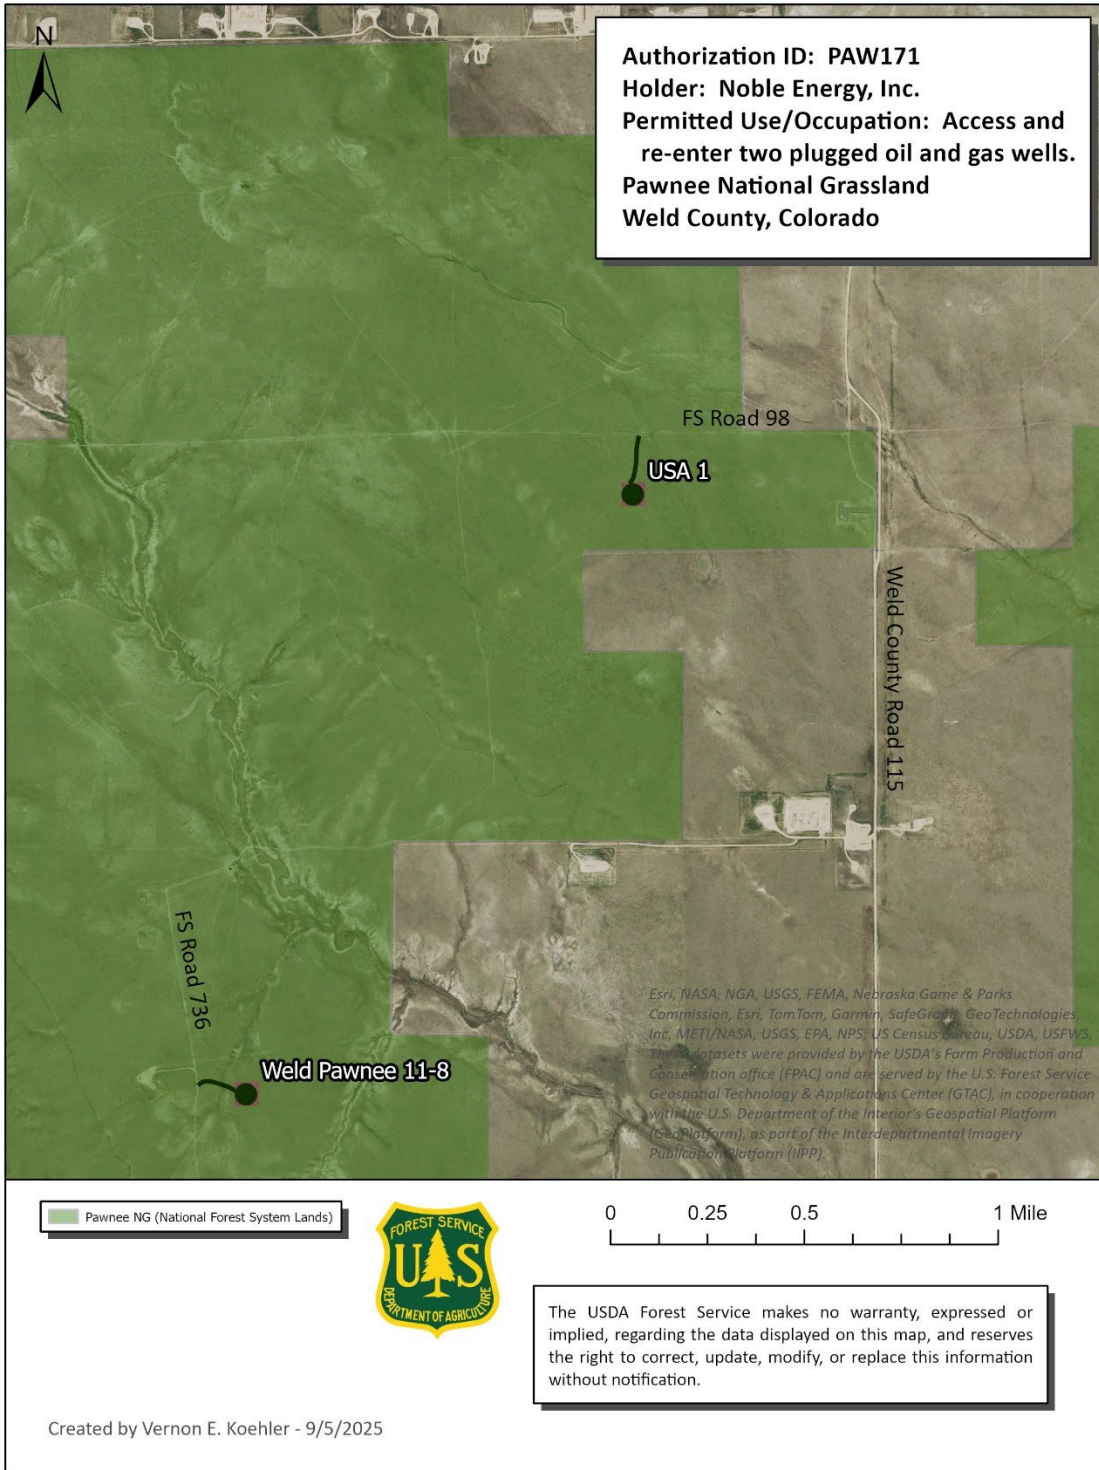 N
Authorization ID: PAW171
Holder: Noble Energy, Inc.
Permitted Use/Occupation: Access and
re-enter two plugged oil and gas wells.
Pawnee National Grassland
Weld County, Colorado
FS Road 98
USA 1
Weld County Road 115
FS Road 736
Weld Pawnee 11-8
Esri, NASA, NGA, USGS, FEMA, Nebraska Game & Parks
Commission, Esri, TomTom, Garmin, SafeGraph, GeoTechnologies,
Inc, METI/NASA, USGS, EPA, NPS, US Census Bureau, USDA, USFWS,
These datasets were provided by the USDA's Farm Production and
Conservation office (FPAC) and are served by the U.S. Forest Service
Geospatial Technology & Applications Center (GTAC), in cooperation
with the U.S. Department of the Interior's Geospatial Platform
(GeoPlatform), as part of the Interdepartmental Imagery
Publication Platform (IIPP).
Pawnee NG (National Forest System Lands)
FOREST SERVICE
U S
DEPARTMENT OF AGRICULTURE
0 0.25 0.5 1 Mile
The USDA Forest Service makes no warranty, expressed or
implied, regarding the data displayed on this map, and reserves
the right to correct, update, modify, or replace this information
without notification.
Created by Vernon E. Koehler - 9/5/2025